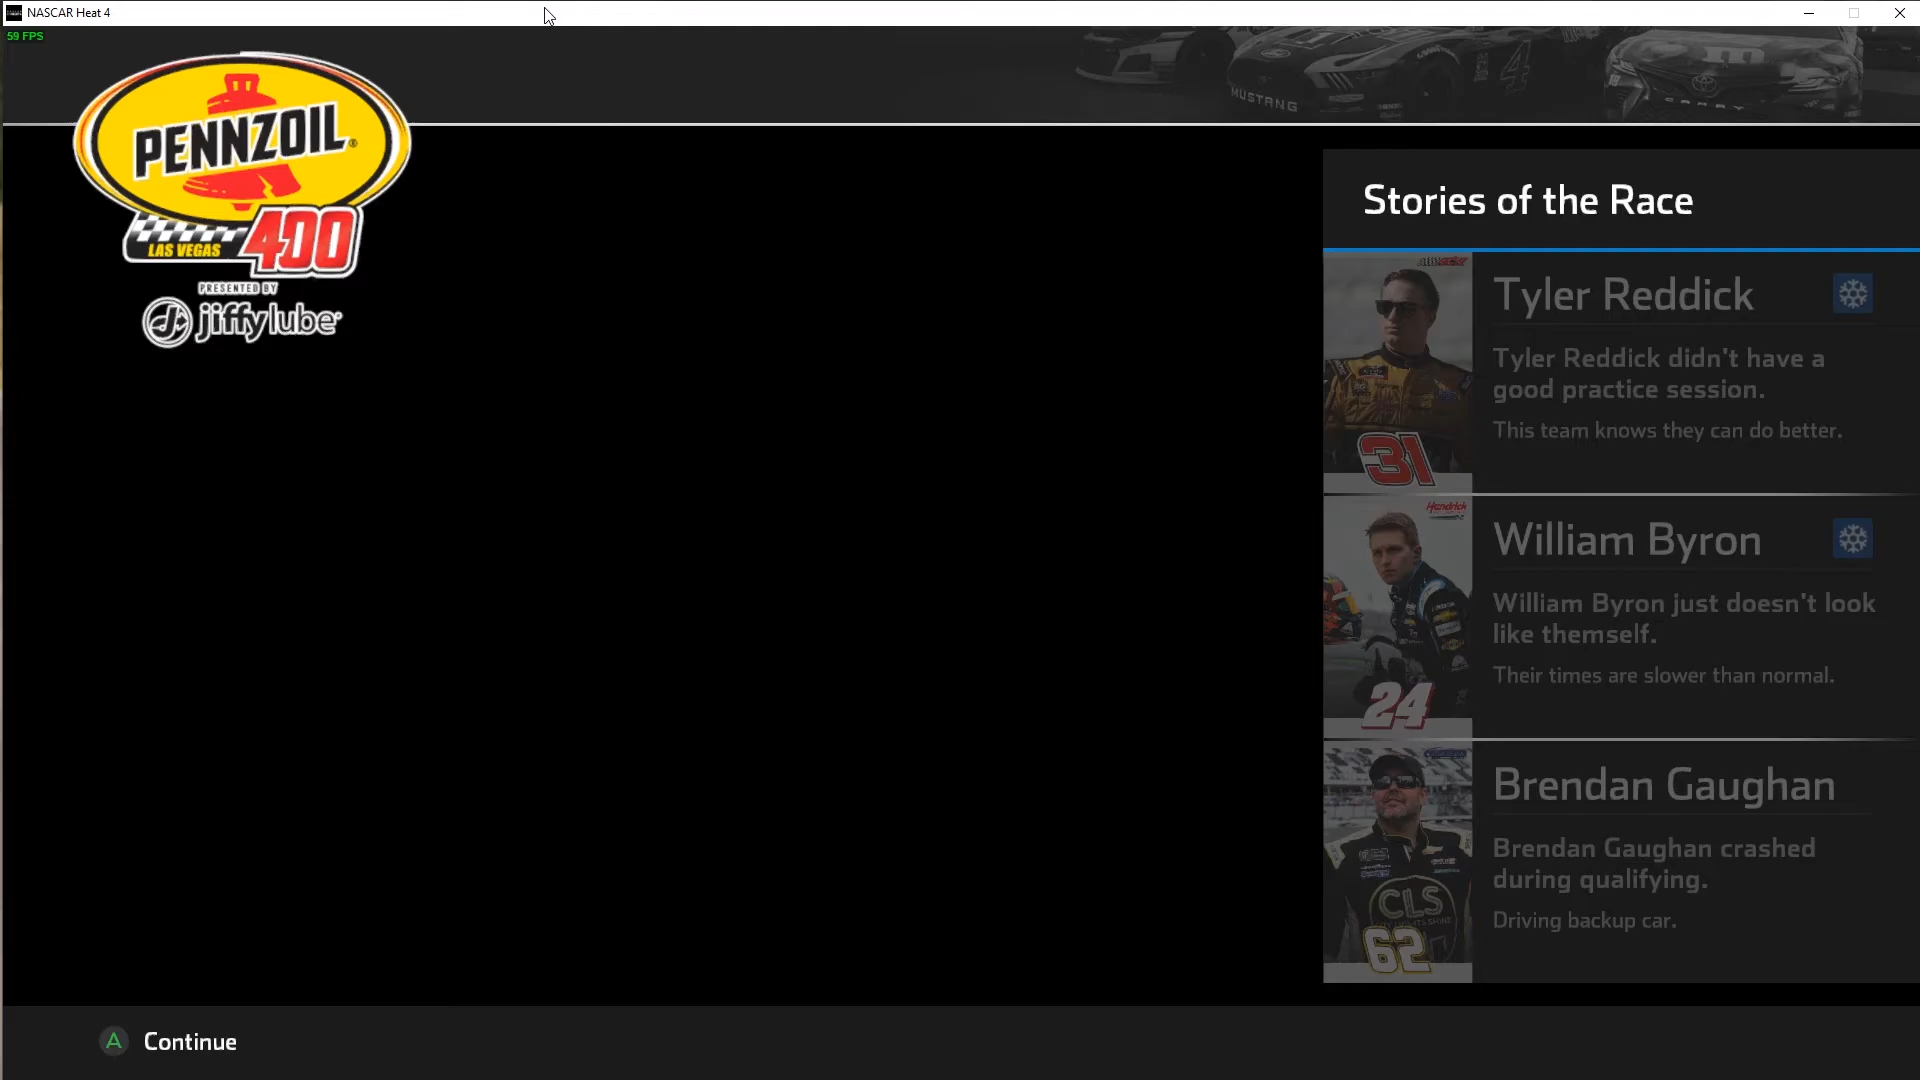 NASCAR Heat 4
59 FPS
MUSTANG
4
m
CAMRY
PENNZOIL®
LAS VEGAS 400
PRESENTED BY
jiffylube®
Stories of the Race
Tyler Reddick
Tyler Reddick didn't have a
good practice session.
This team knows they can do better.
31
Hendrick
William Byron
William Byron just doesn't look
like themself.
Their times are slower than normal.
24
Brendan Gaughan
Brendan Gaughan crashed
during qualifying.
Driving backup car.
CLS
62
A Continue